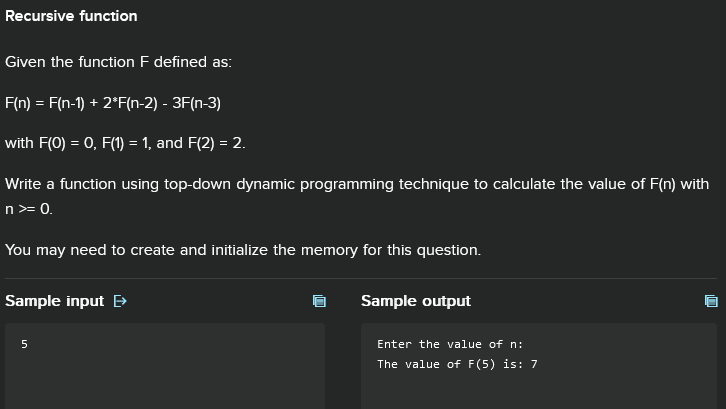 Recursive function
Given the function F defined as:
F(n) = F(n-1) + 2*F(n-2) - 3F(n-3)
with F(0) = 0, F(1) = 1, and F(2) = 2.
Write a function using top-down dynamic programming technique to calculate the value of F(n) with
n >= 0.
You may need to create and initialize the memory for this question.
Sample input
Sample output
5
Enter the value of n:
The value of F(5) is: 7